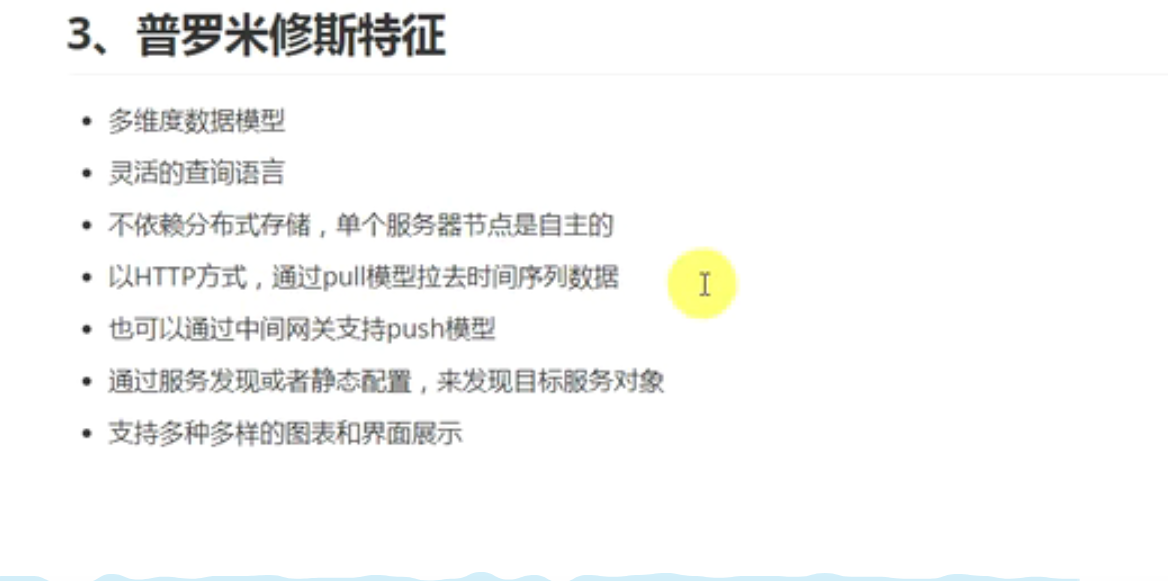 3、普罗米修斯特征
多维度数据模型
灵活的查询语言
不依赖分布式存储，单个服务器节点是自主的
以HTTP方式，通过pull模型拉去时间序列数据
也可以通过中间网关支持push模型
通过服务发现或者静态配置，来发现目标服务对象
支持多种多样的图表和界面展示